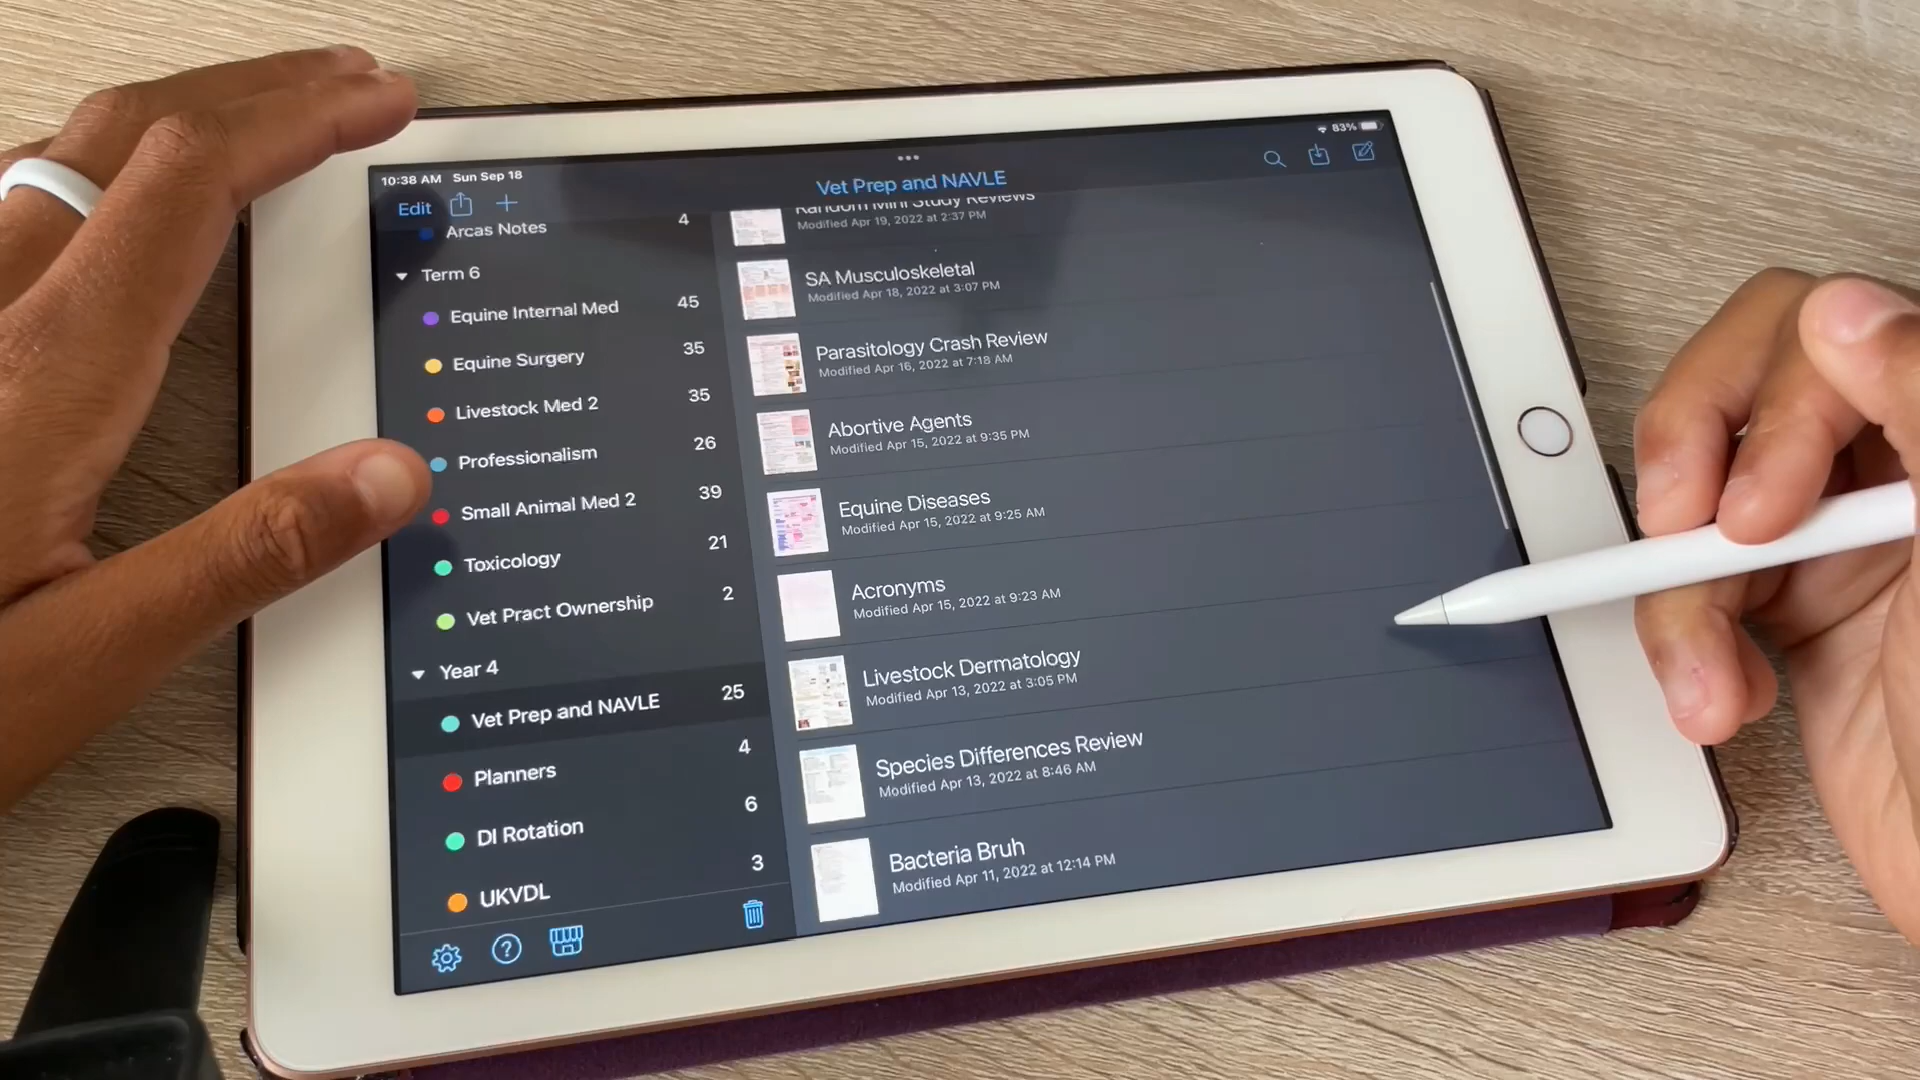 10:38 AM Sun Sep 18
83%
Edit
Vet Prep and NAVLE
Arcas Notes 4
Term 6
Equine Internal Med 45
Equine Surgery 35
Livestock Med 2 35
Professionalism 26
Small Animal Med 2 39
Toxicology 21
Vet Pract Ownership 2
Year 4
Vet Prep and NAVLE 25
Planners 4
DI Rotation 6
UKVDL 3
?
Random Mini Study Reviews
Modified Apr 19, 2022 at 2:37 PM
SA Musculoskeletal
Modified Apr 18, 2022 at 3:07 PM
Parasitology Crash Review
Modified Apr 16, 2022 at 7:18 AM
Abortive Agents
Modified Apr 15, 2022 at 9:35 PM
Equine Diseases
Modified Apr 15, 2022 at 9:25 AM
Acronyms
Modified Apr 15, 2022 at 9:23 AM
Livestock Dermatology
Modified Apr 13, 2022 at 3:05 PM
Species Differences Review
Modified Apr 13, 2022 at 8:46 AM
Bacteria Bruh
Modified Apr 11, 2022 at 12:14 PM